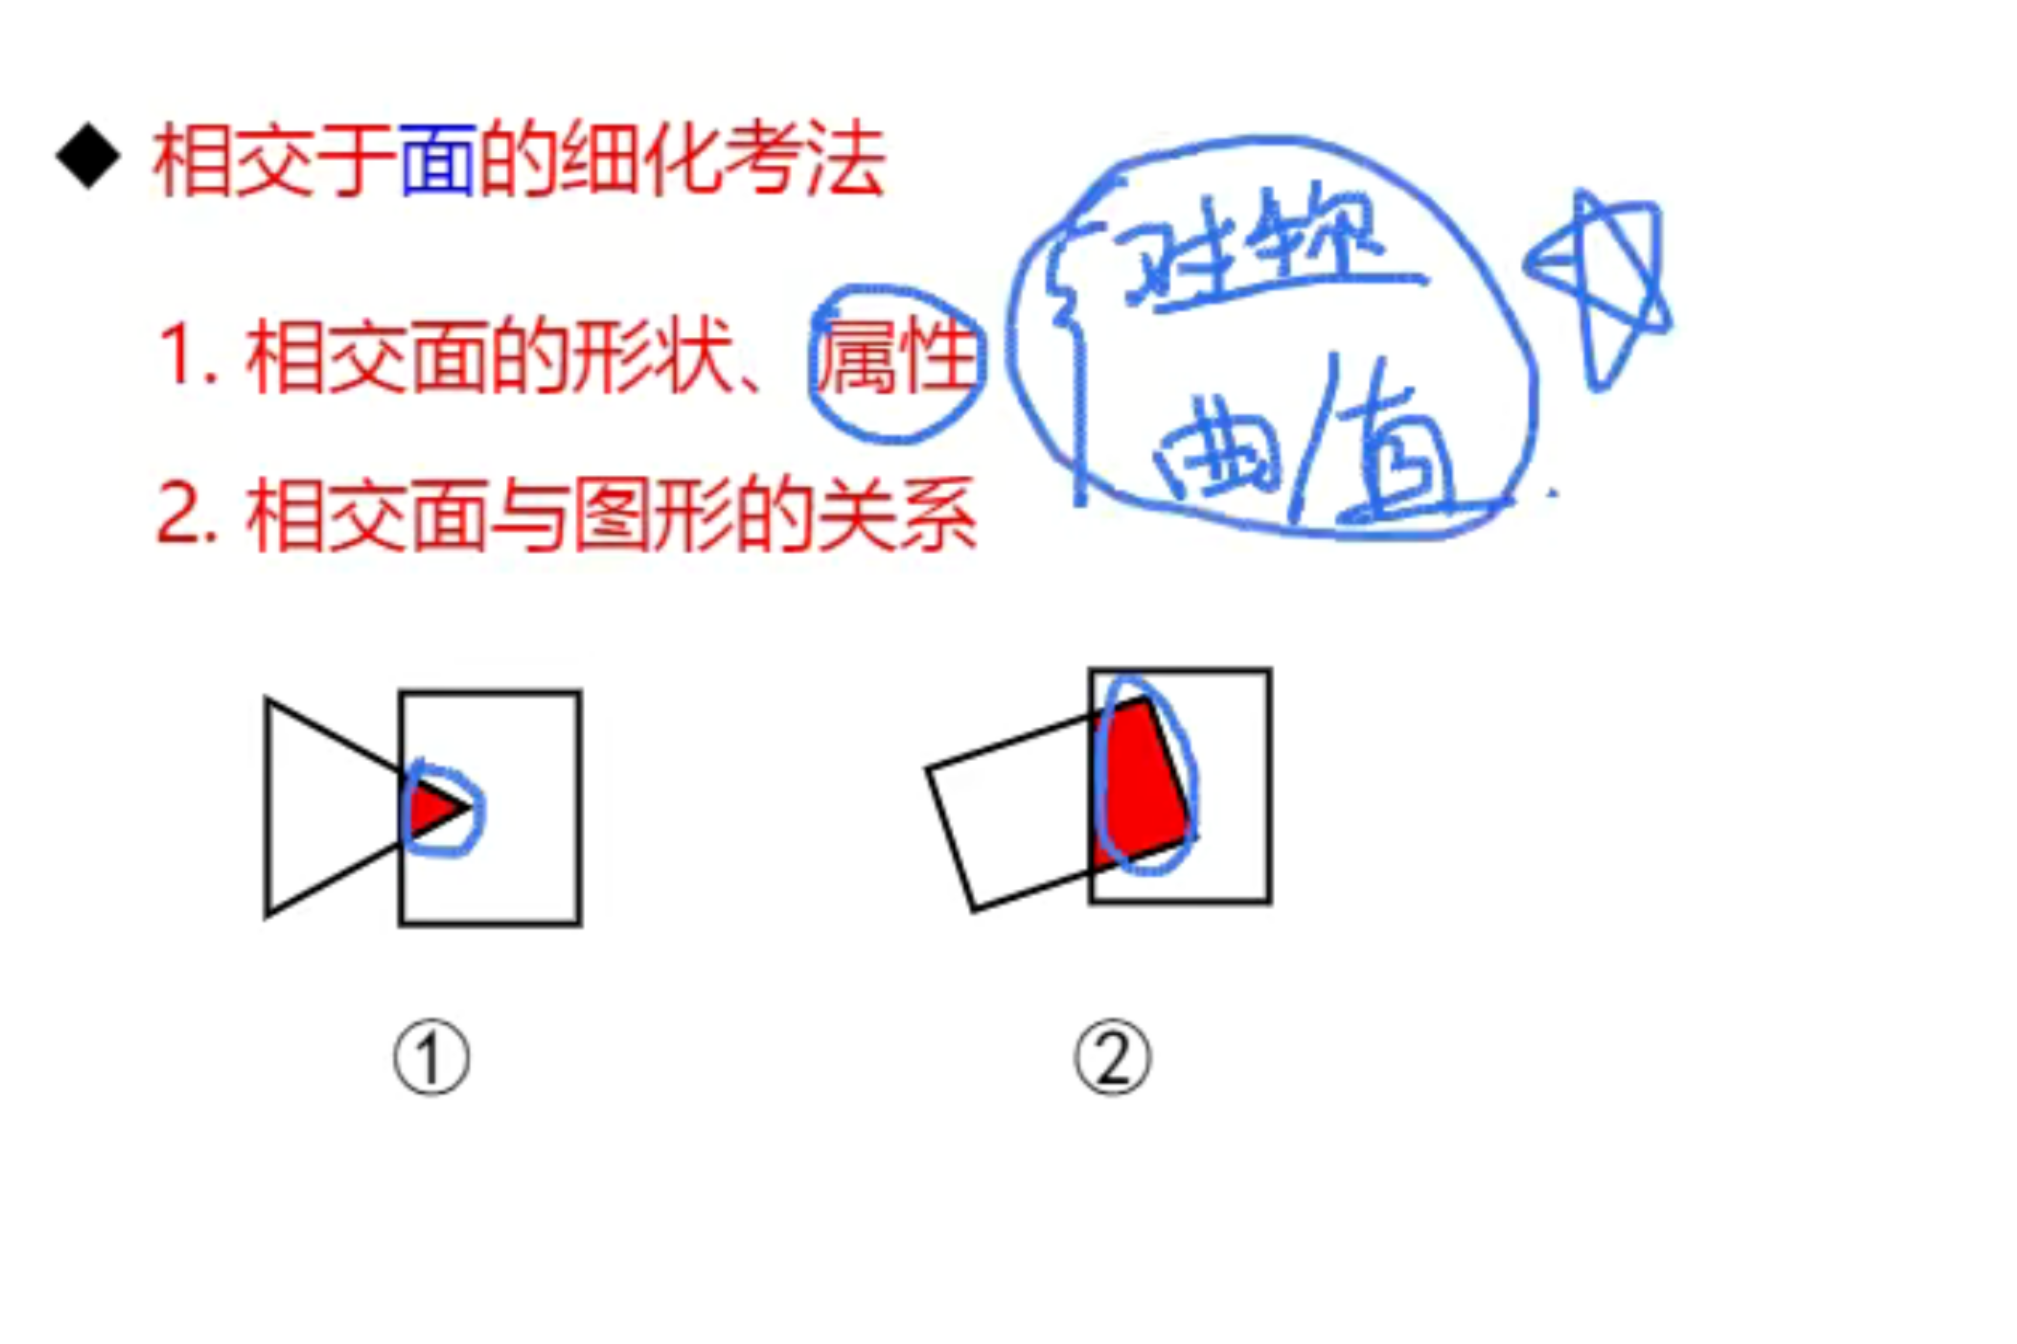 ◆ 相交于面的细化考法
对称
1. 相交面的形状、属性
曲/直
2. 相交面与图形的关系
① ②